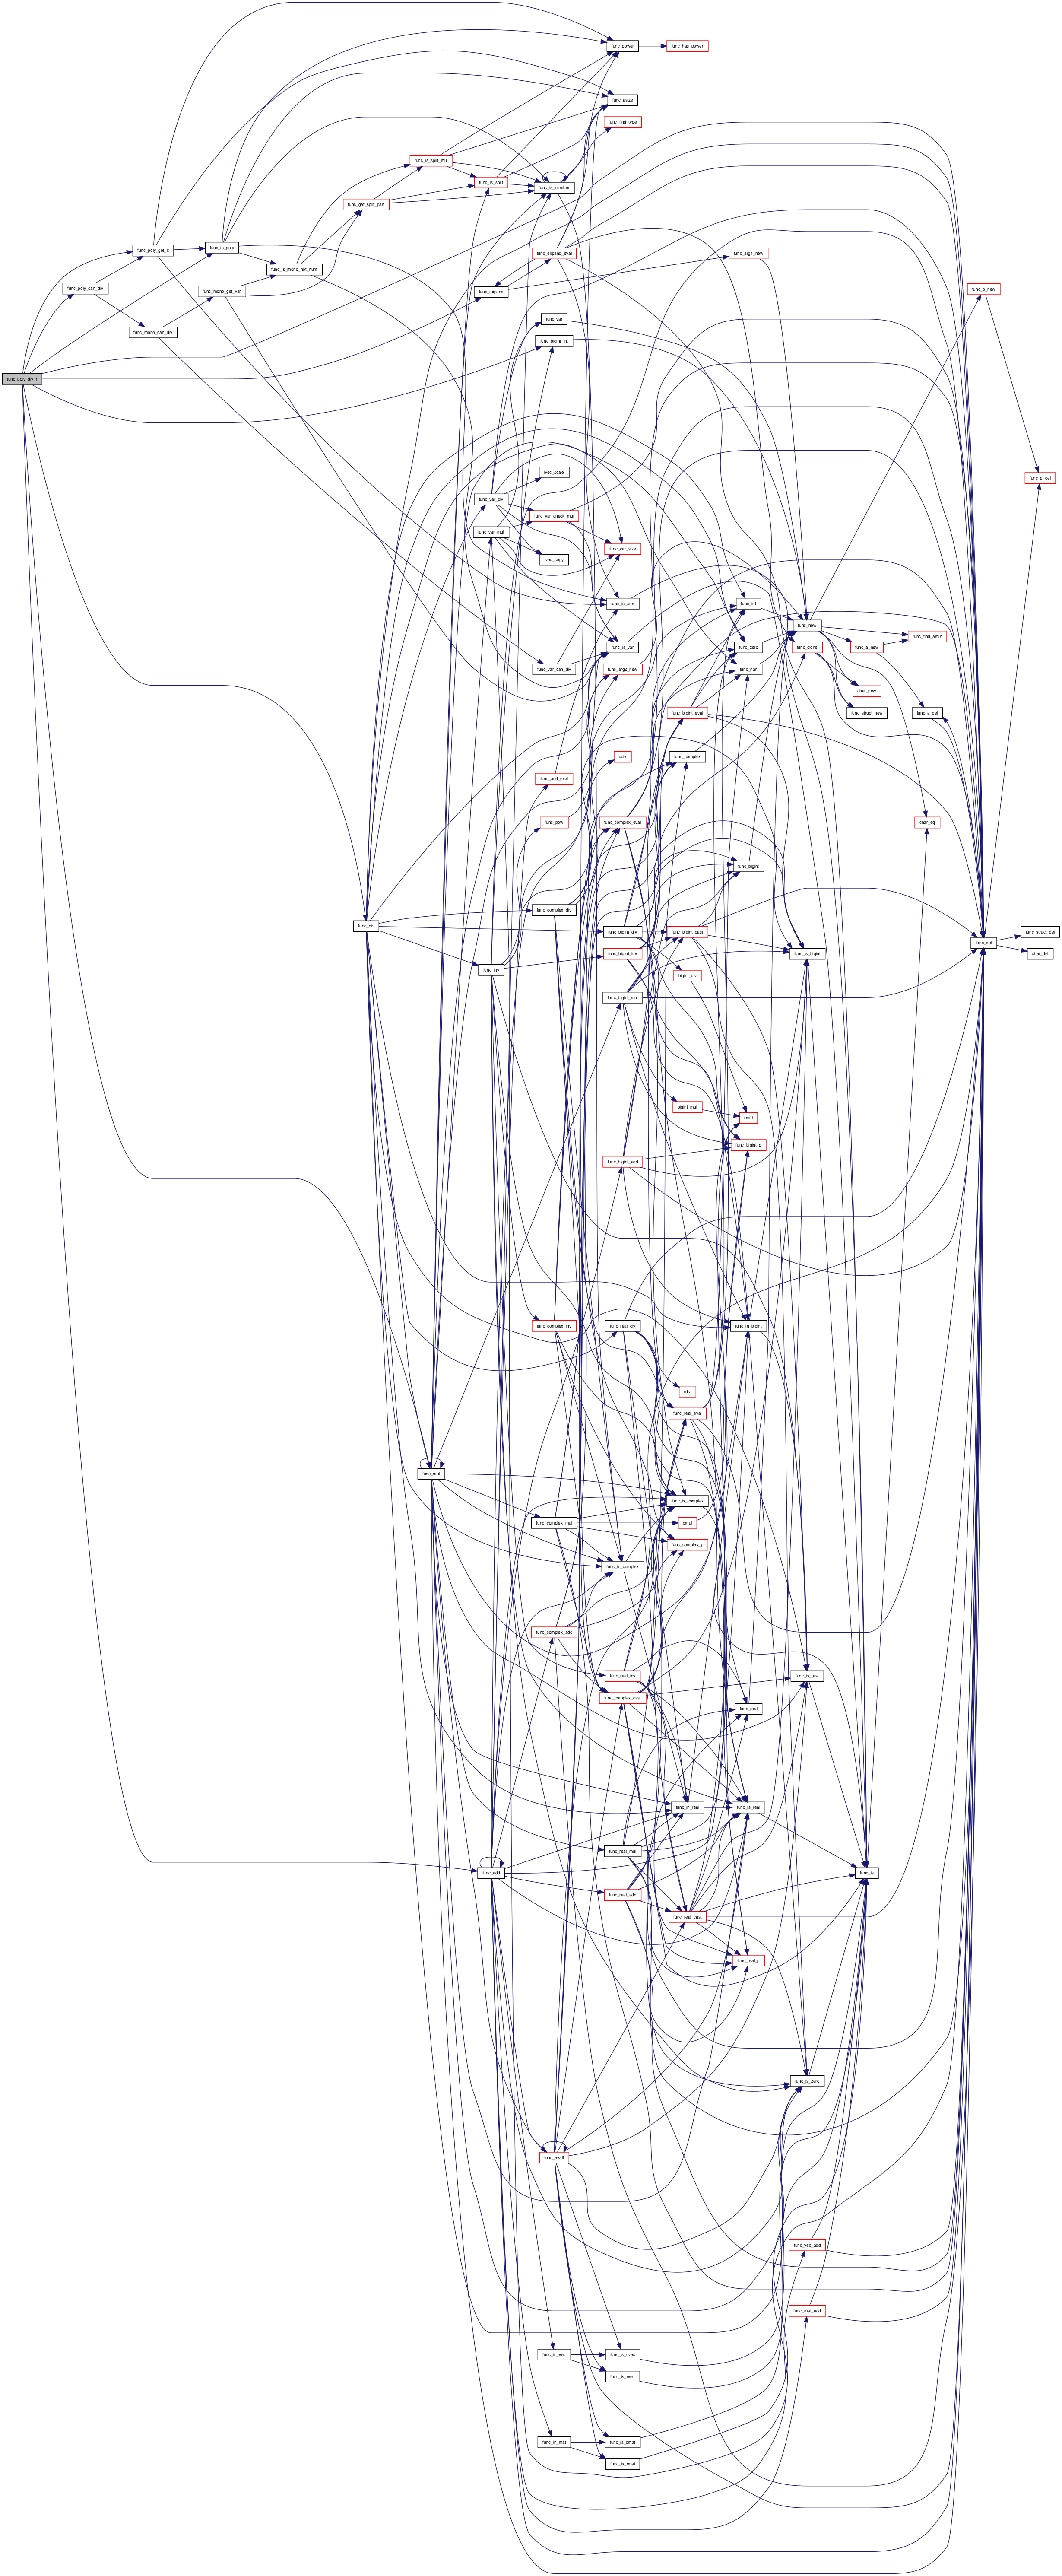 func_power
func_has_power
func_asize
func_find_type
func_is_split_mul
func_is_split
func_is_number
func_get_split_part
func_poly_get_lt
func_is_poly
func_expand_eval
func_arg1_new
func_is_mono_not_num
func_poly_can_div
func_mono_get_var
func_expand
func_p_new
func_var
func_mono_can_div
func_bigint_int
func_poly_div_r
ivec_scale
func_p_del
func_var_div
func_var_check_mul
func_var_mul
func_var_size
ivec_copy
func_is_add
func_inf
func_new
func_find_amin
func_is_var
func_zero
func_clone
func_a_new
func_var_can_div
func_arg2_new
func_nan
char_new
func_bigint_eval
func_struct_new
func_a_del
cdiv
func_complex
func_add_eval
func_pow
func_complex_eval
char_eq
func_bigint
func_complex_div
func_div
func_bigint_div
func_bigint_cast
func_struct_del
func_del
func_bigint_inv
func_is_bigint
char_del
func_inv
bigint_div
func_bigint_mul
bigint_mul
rmul
func_bigint_p
func_bigint_add
func_complex_inv
func_real_div
func_in_bigint
rdiv
func_real_eval
func_mul
func_is_complex
func_complex_mul
cmul
func_complex_p
func_in_complex
func_complex_add
func_real_inv
func_is_one
func_complex_cast
func_real
func_in_real
func_is_real
func_real_mul
func_add
func_is
func_real_add
func_real_cast
func_real_p
func_is_zero
func_evalf
func_vec_add
func_mat_add
func_in_vec
func_is_cvec
func_is_rvec
func_in_mat
func_is_cmat
func_is_rmat